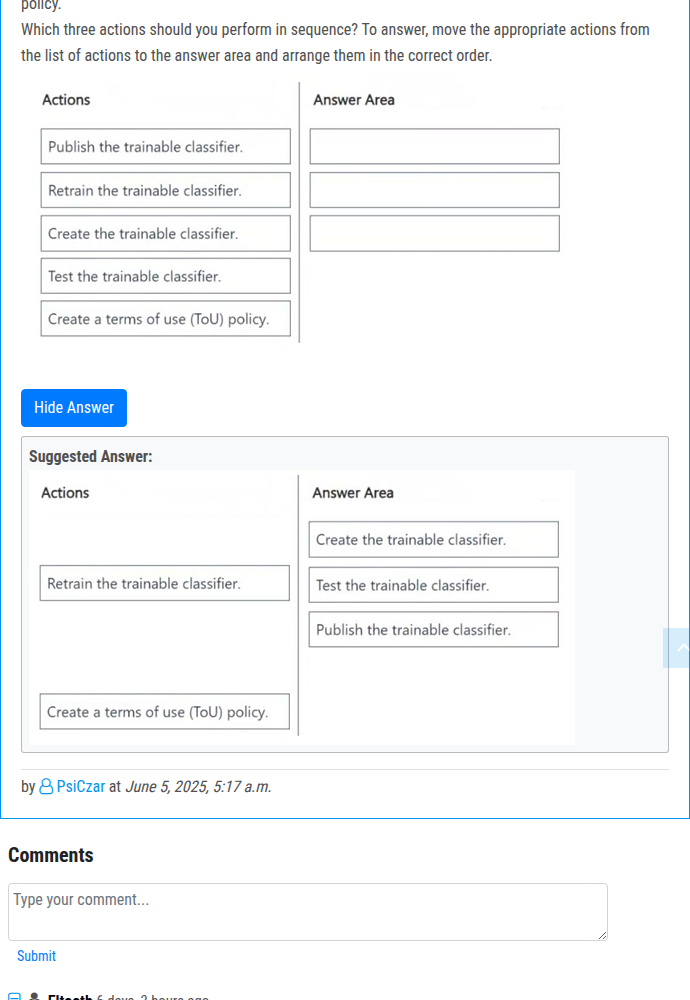 policy.
Which three actions should you perform in sequence? To answer, move the appropriate actions from
the list of actions to the answer area and arrange them in the correct order.
Actions
Answer Area
Publish the trainable classifier.
Retrain the trainable classifier.
Create the trainable classifier.
Test the trainable classifier.
Create a terms of use (ToU) policy.
Hide Answer
Suggested Answer:
Actions
Answer Area
Create the trainable classifier.
Retrain the trainable classifier.
Test the trainable classifier.
Publish the trainable classifier.
Create a terms of use (ToU) policy.
by PsiCzar at June 5, 2025, 5:17 a.m.
Comments
Type your comment...
Submit
6 days, 2 hours ago